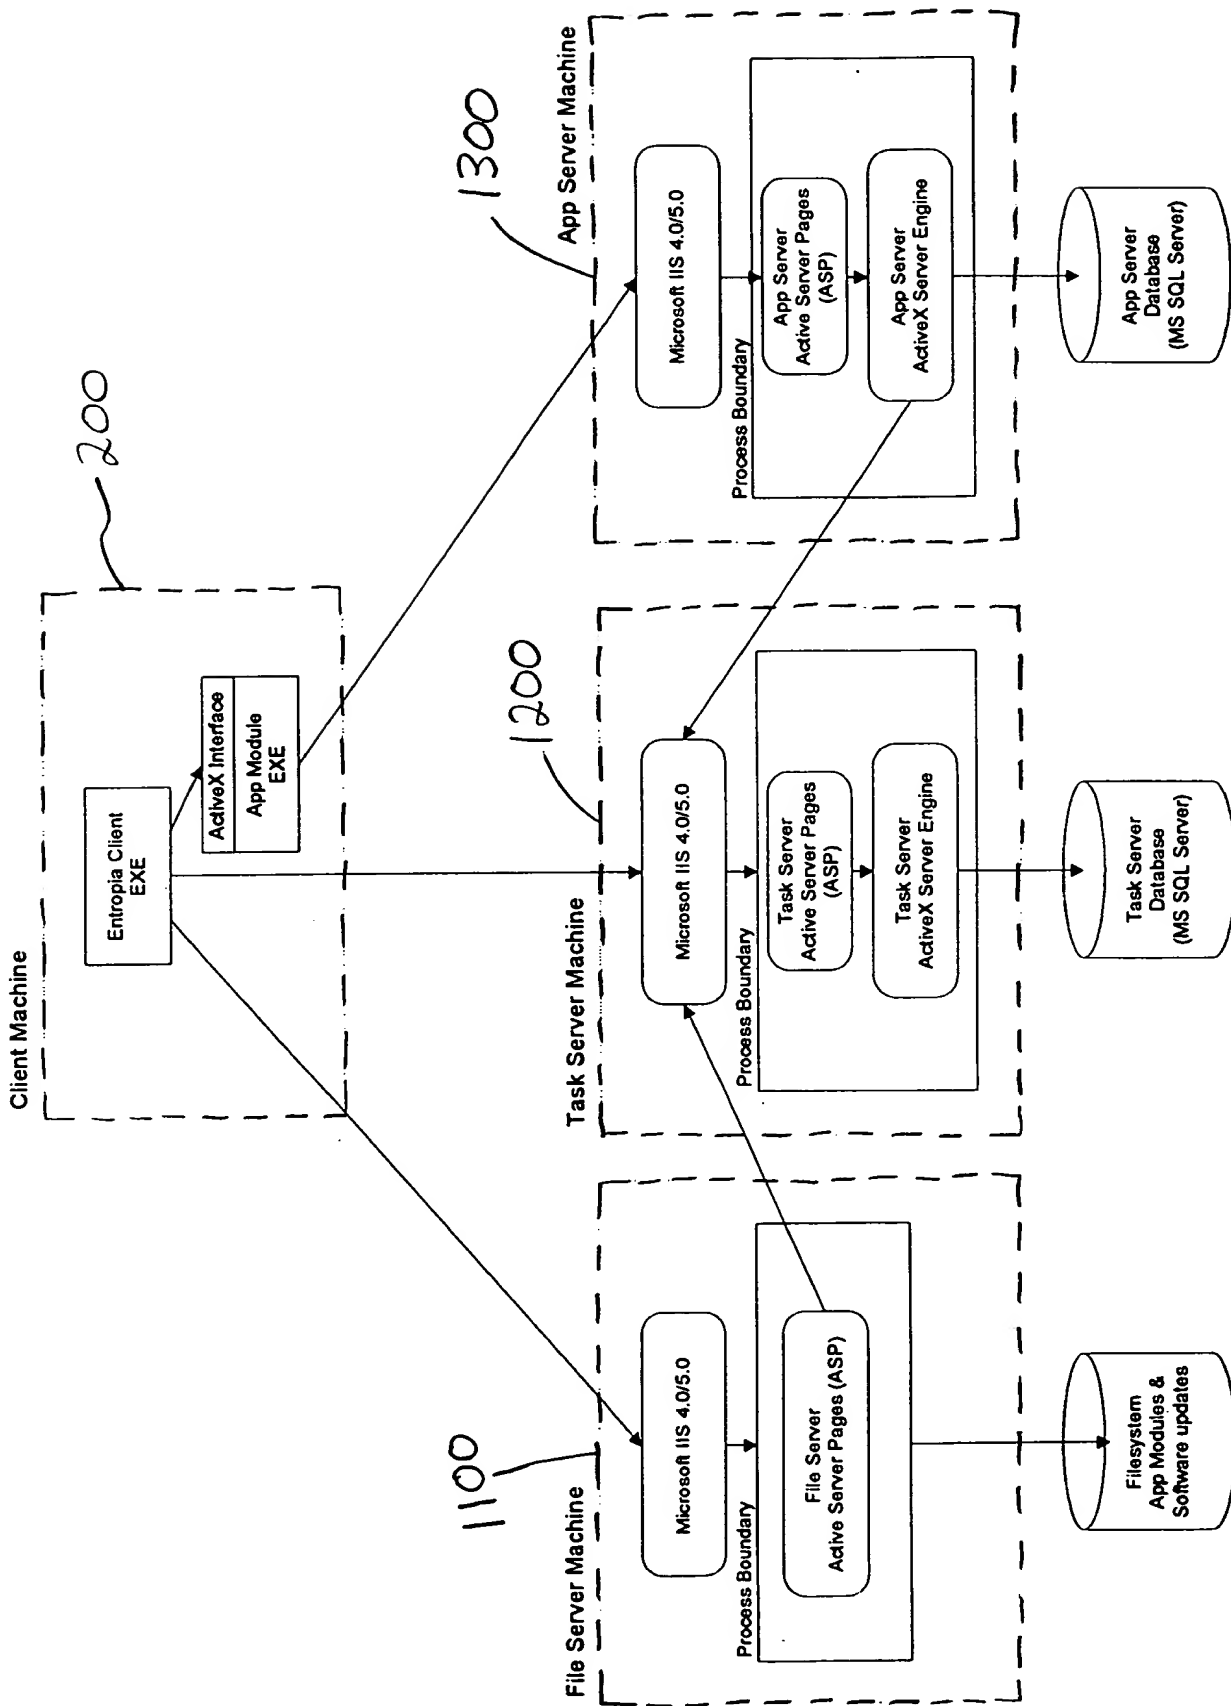 Client Machine
200
Entropia Client
EXE
ActiveX Interface
App Module
EXE
1100
File Server Machine
Microsoft IIS 4.0/5.0
Process Boundary
File Server
Active Server Pages (ASP)
Filesystem
App Modules &
Software updates
1200
Task Server Machine
Microsoft IIS 4.0/5.0
Process Boundary
Task Server
Active Server Pages
(ASP)
Task Server
ActiveX Server Engine
Task Server
Database
(MS SQL Server)
1300
App Server Machine
Microsoft IIS 4.0/5.0
Process Boundary
App Server
Active Server Pages
(ASP)
App Server
ActiveX Server Engine
App Server
Database
(MS SQL Server)